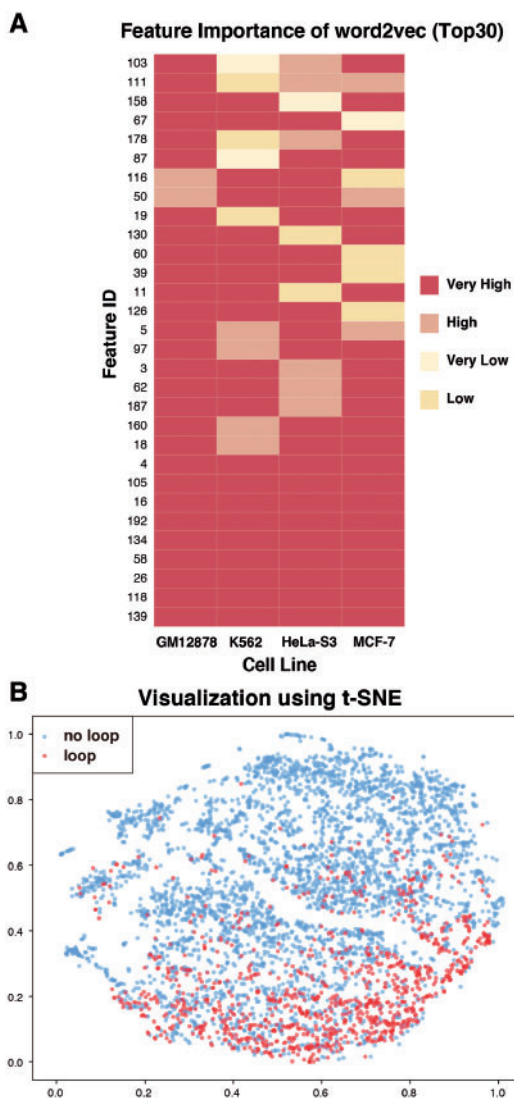 A
Feature Importance of word2vec (Top30)
103
111
158
67
178
87
116
50
19
130
60
39
11
126
5
97
3
62
187
160
18
4
105
16
192
134
58
26
118
139
Feature ID
Very High
High
Very Low
Low
GM12878 K562 HeLa-S3 MCF-7
Cell Line
B
Visualization using t-SNE
no loop
loop
1.0
0.8
0.6
0.4
0.2
0.0
0.0 0.2 0.4 0.6 0.8 1.0